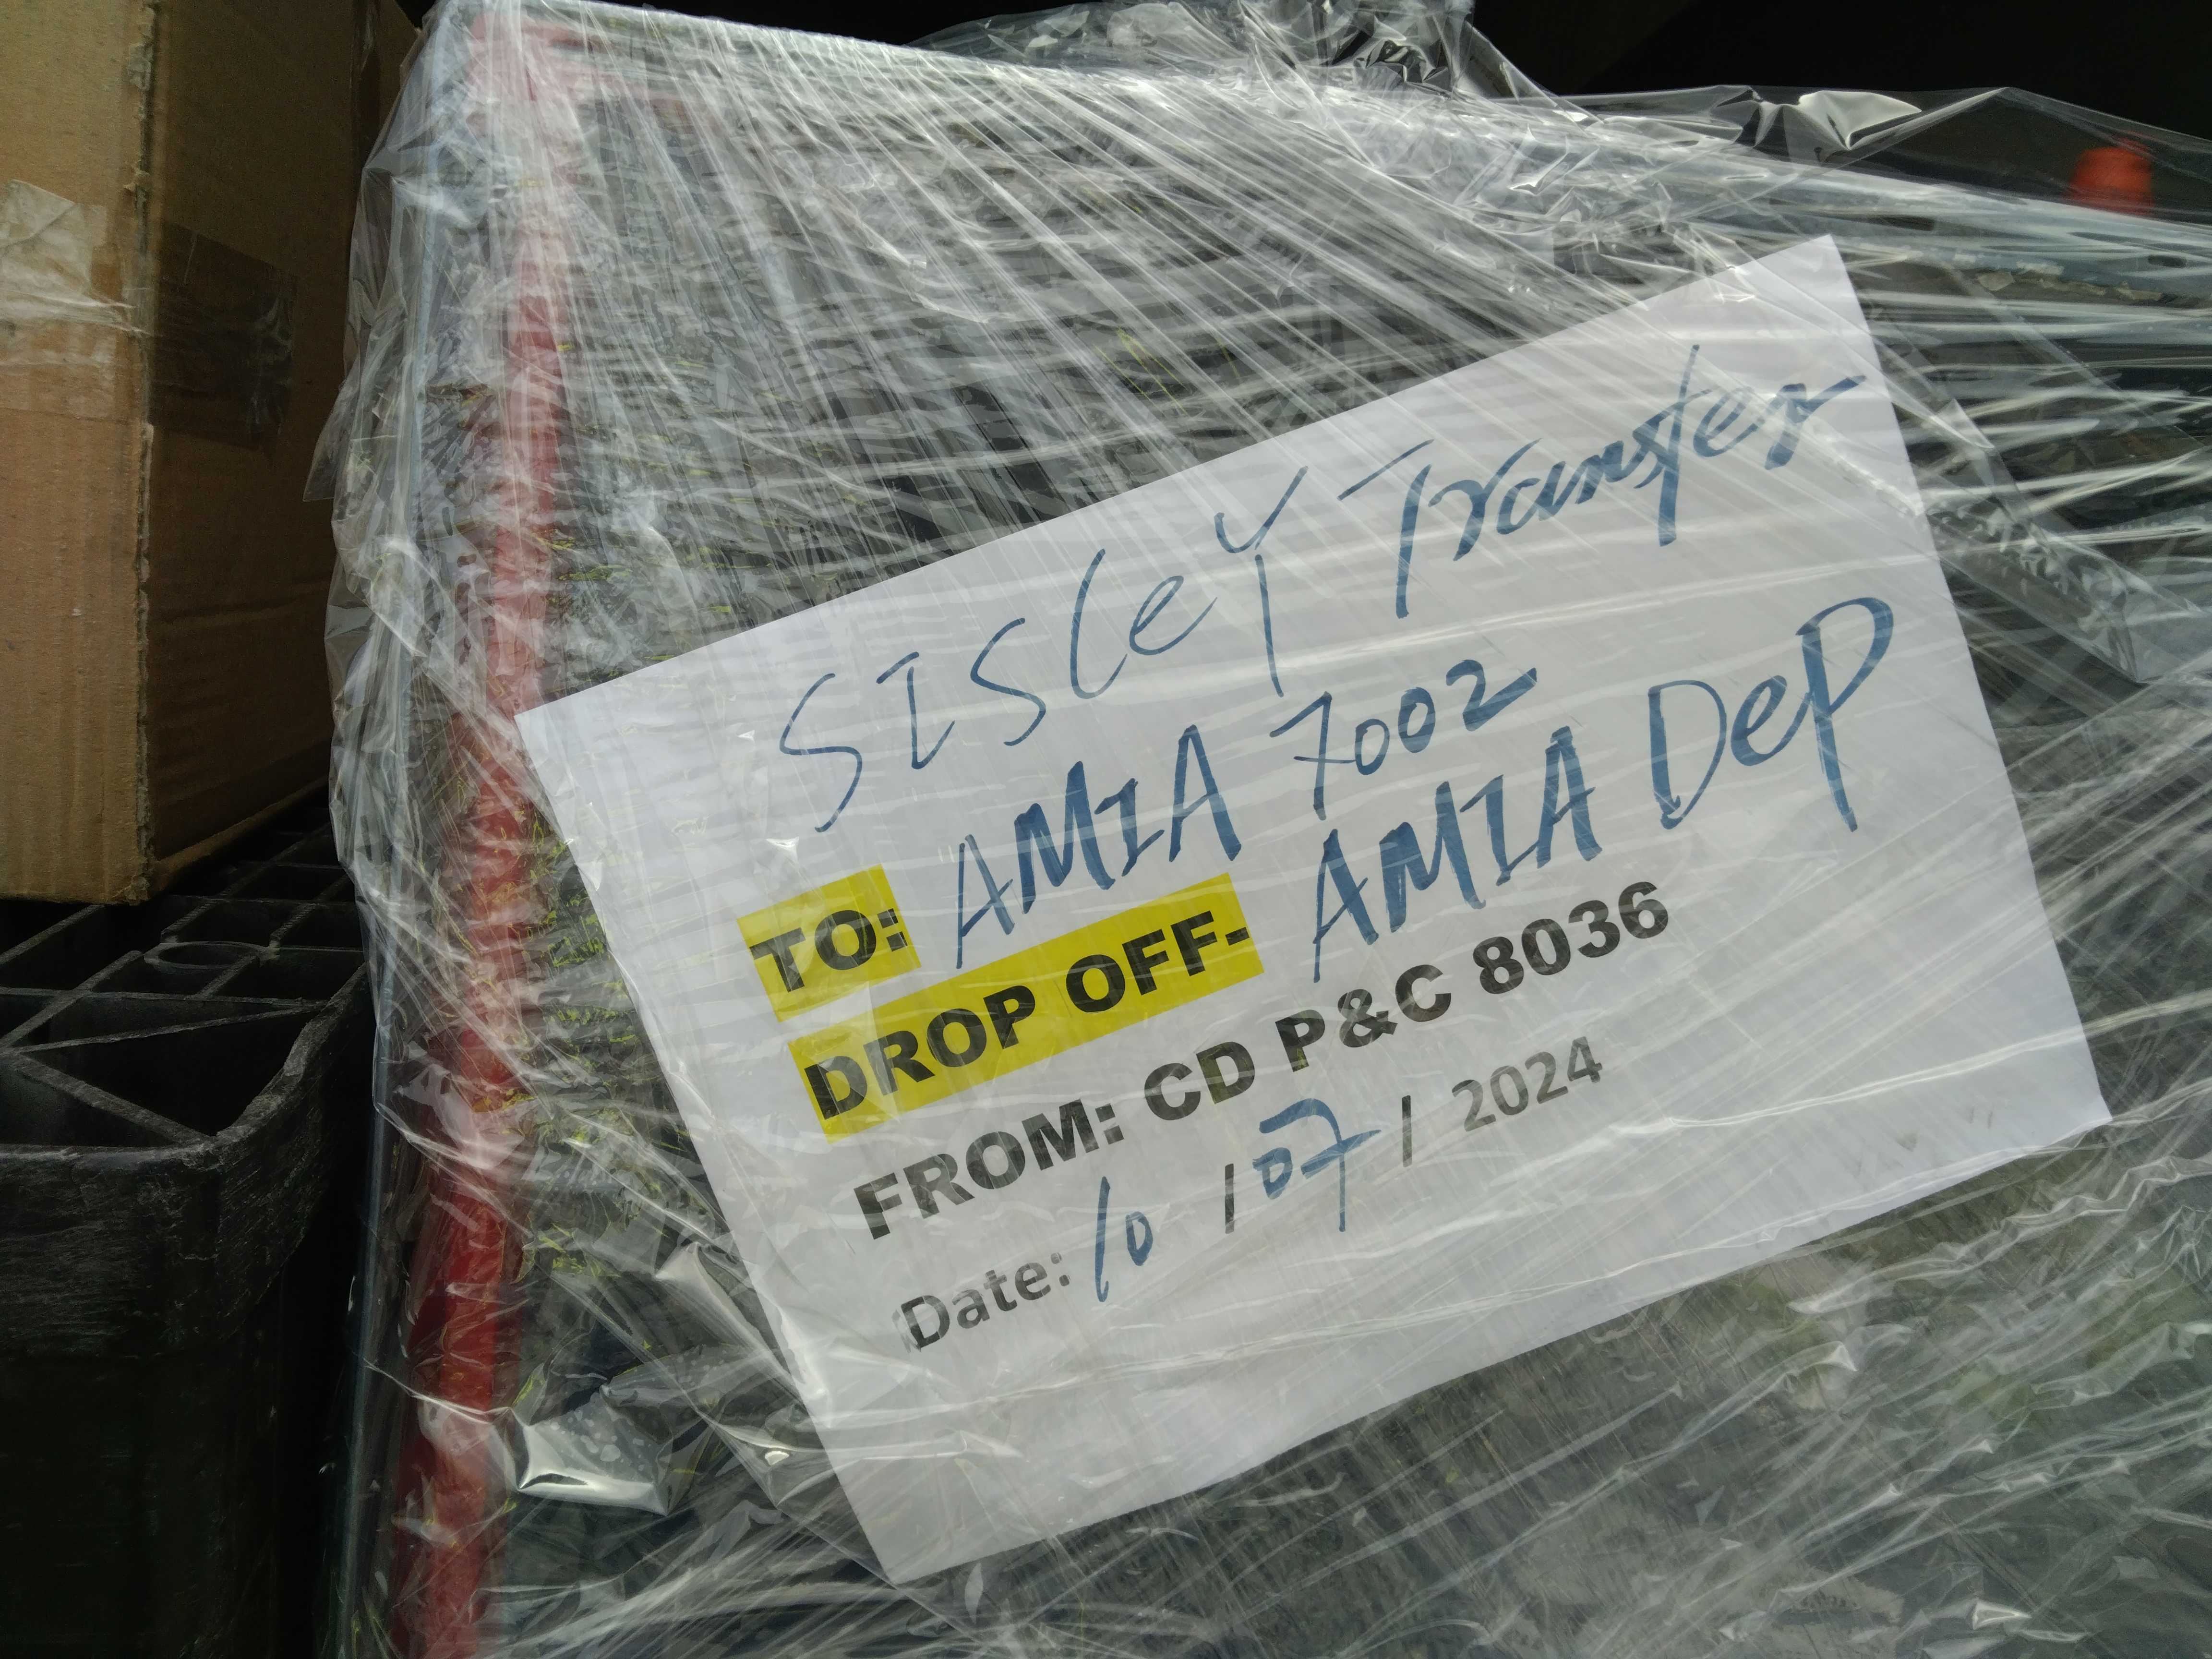 SISLeY Transfer
TO: AMIA 7002
DROP OFF- AMIA DeP
FROM: CD P&C 8036
Date: 10 / 07 / 2024